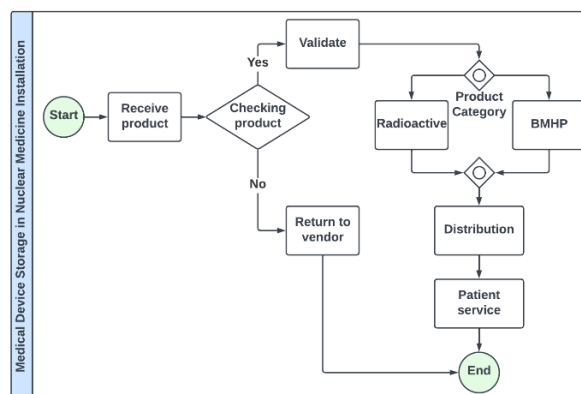 Medical Device Storage in Nuclear Medicine Installation
Start
Receive
product
Checking
product
Yes
Validate
Product
Category
Radioactive
BMHP
No
Return to
vendor
Distribution
Patient
service
End